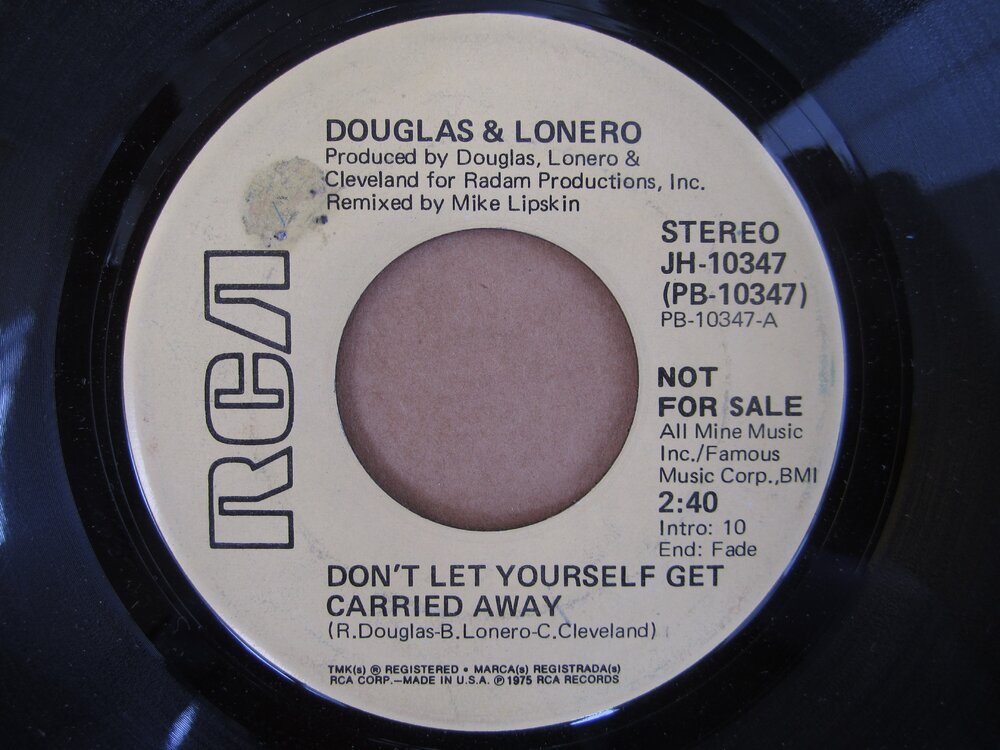 DOUGLAS & LONERO
Produced by Douglas, Lonero &
Cleveland for Radam Productions, Inc.
Remixed by Mike Lipskin
RCA
STEREO
JH-10347
(PB-10347)
PB-10347-A
NOT
FOR SALE
All Mine Music
Inc./Famous
Music Corp.,BMI
2:40
Intro: 10
End: Fade
DON'T LET YOURSELF GET
CARRIED AWAY
(R.Douglas-B.Lonero-C.Cleveland)
TMK(s) ® REGISTERED • MARCA(s) REGISTRADA(s)
RCA CORP.—MADE IN U.S.A. ℗ 1975 RCA RECORDS